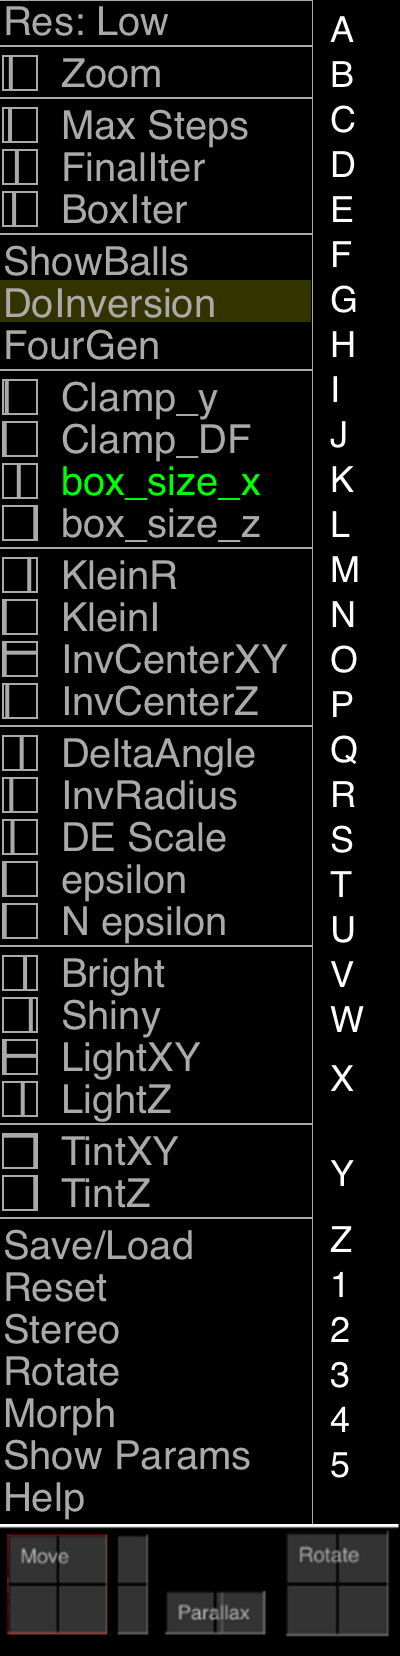 Res: Low A
Zoom B
Max Steps C
FinalIter D
BoxIter E
ShowBalls F
DoInversion G
FourGen H
Clamp_y I
Clamp_DF J
box_size_x K
box_size_z L
KleinR M
KleinI N
InvCenterXY O
InvCenterZ P
DeltaAngle Q
InvRadius R
DE Scale S
epsilon T
N epsilon U
Bright V
Shiny W
LightXY X
LightZ
TintXY Y
TintZ
Save/Load Z
Reset 1
Stereo 2
Rotate 3
Morph 4
Show Params 5
Help
Move Rotate
Parallax